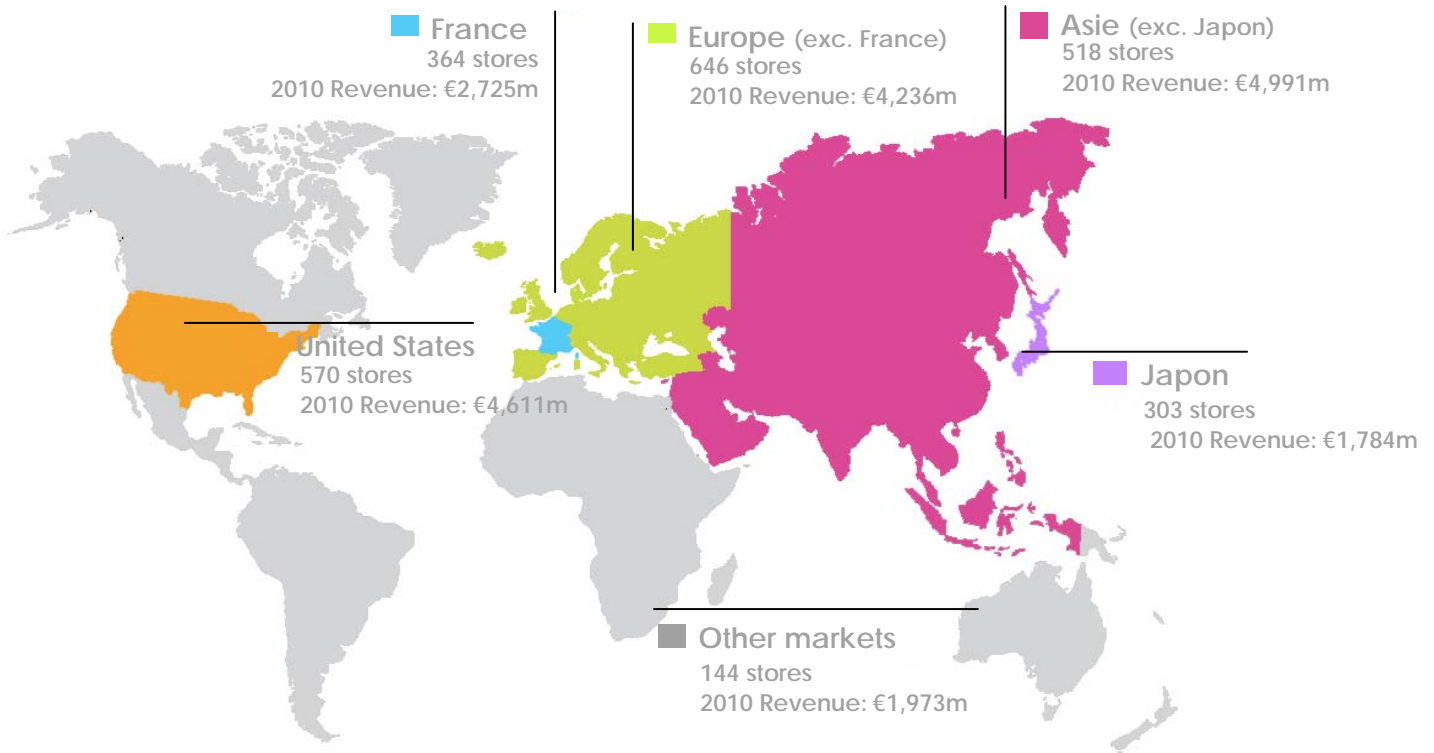 France
364 stores
2010 Revenue: €2,725m
Europe (exc. France)
646 stores
2010 Revenue: €4,236m
Asie (exc. Japon)
518 stores
2010 Revenue: €4,991m
United States
570 stores
2010 Revenue: €4,611m
Japon
303 stores
2010 Revenue: €1,784m
Other markets
144 stores
2010 Revenue: €1,973m